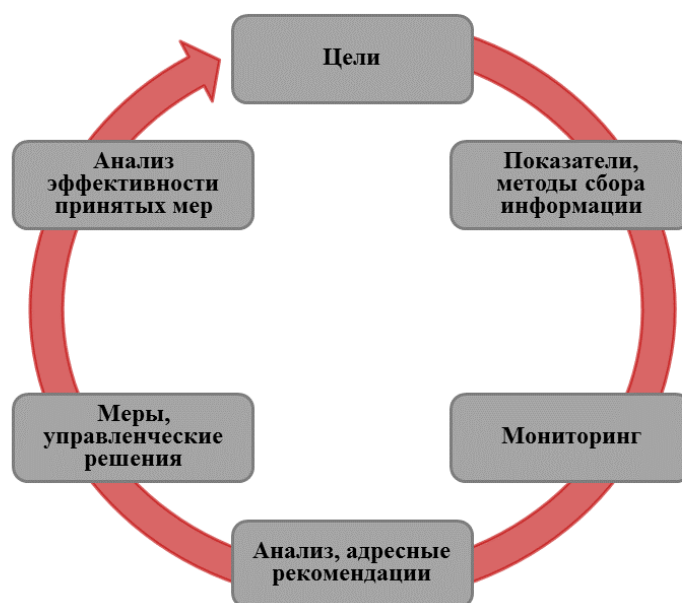 Цели
Показатели,
методы сбора
информации
Мониторинг
Анализ, адресные
рекомендации
Меры,
управленческие
решения
Анализ
эффективности
принятых мер